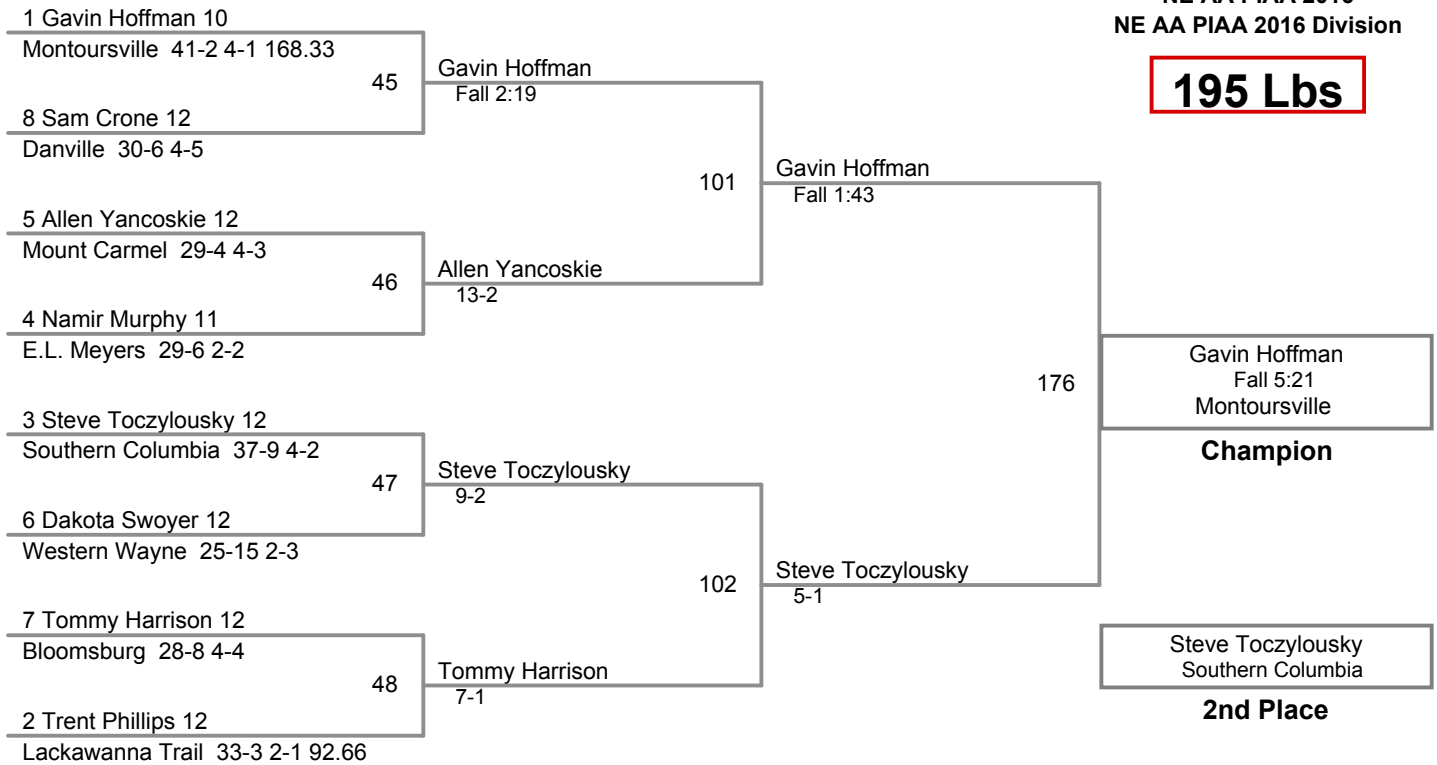 NE AA PIAA 2016 Division
195 Lbs
1 Gavin Hoffman 10
Montoursville 41-2 4-1 168.33
45
8 Sam Crone 12
Danville 30-6 4-5
Gavin Hoffman
Fall 2:19
101
5 Allen Yancoskie 12
Mount Carmel 29-4 4-3
46
4 Namir Murphy 11
E.L. Meyers 29-6 2-2
Allen Yancoskie
13-2
Gavin Hoffman
Fall 1:43
176
3 Steve Toczylousky 12
Southern Columbia 37-9 4-2
47
6 Dakota Swoyer 12
Western Wayne 25-15 2-3
Steve Toczylousky
9-2
102
7 Tommy Harrison 12
Bloomsburg 28-8 4-4
48
2 Trent Phillips 12
Lackawanna Trail 33-3 2-1 92.66
Tommy Harrison
7-1
Steve Toczylousky
5-1
Gavin Hoffman
Fall 5:21
Montoursville
Champion
Steve Toczylousky
Southern Columbia
2nd Place